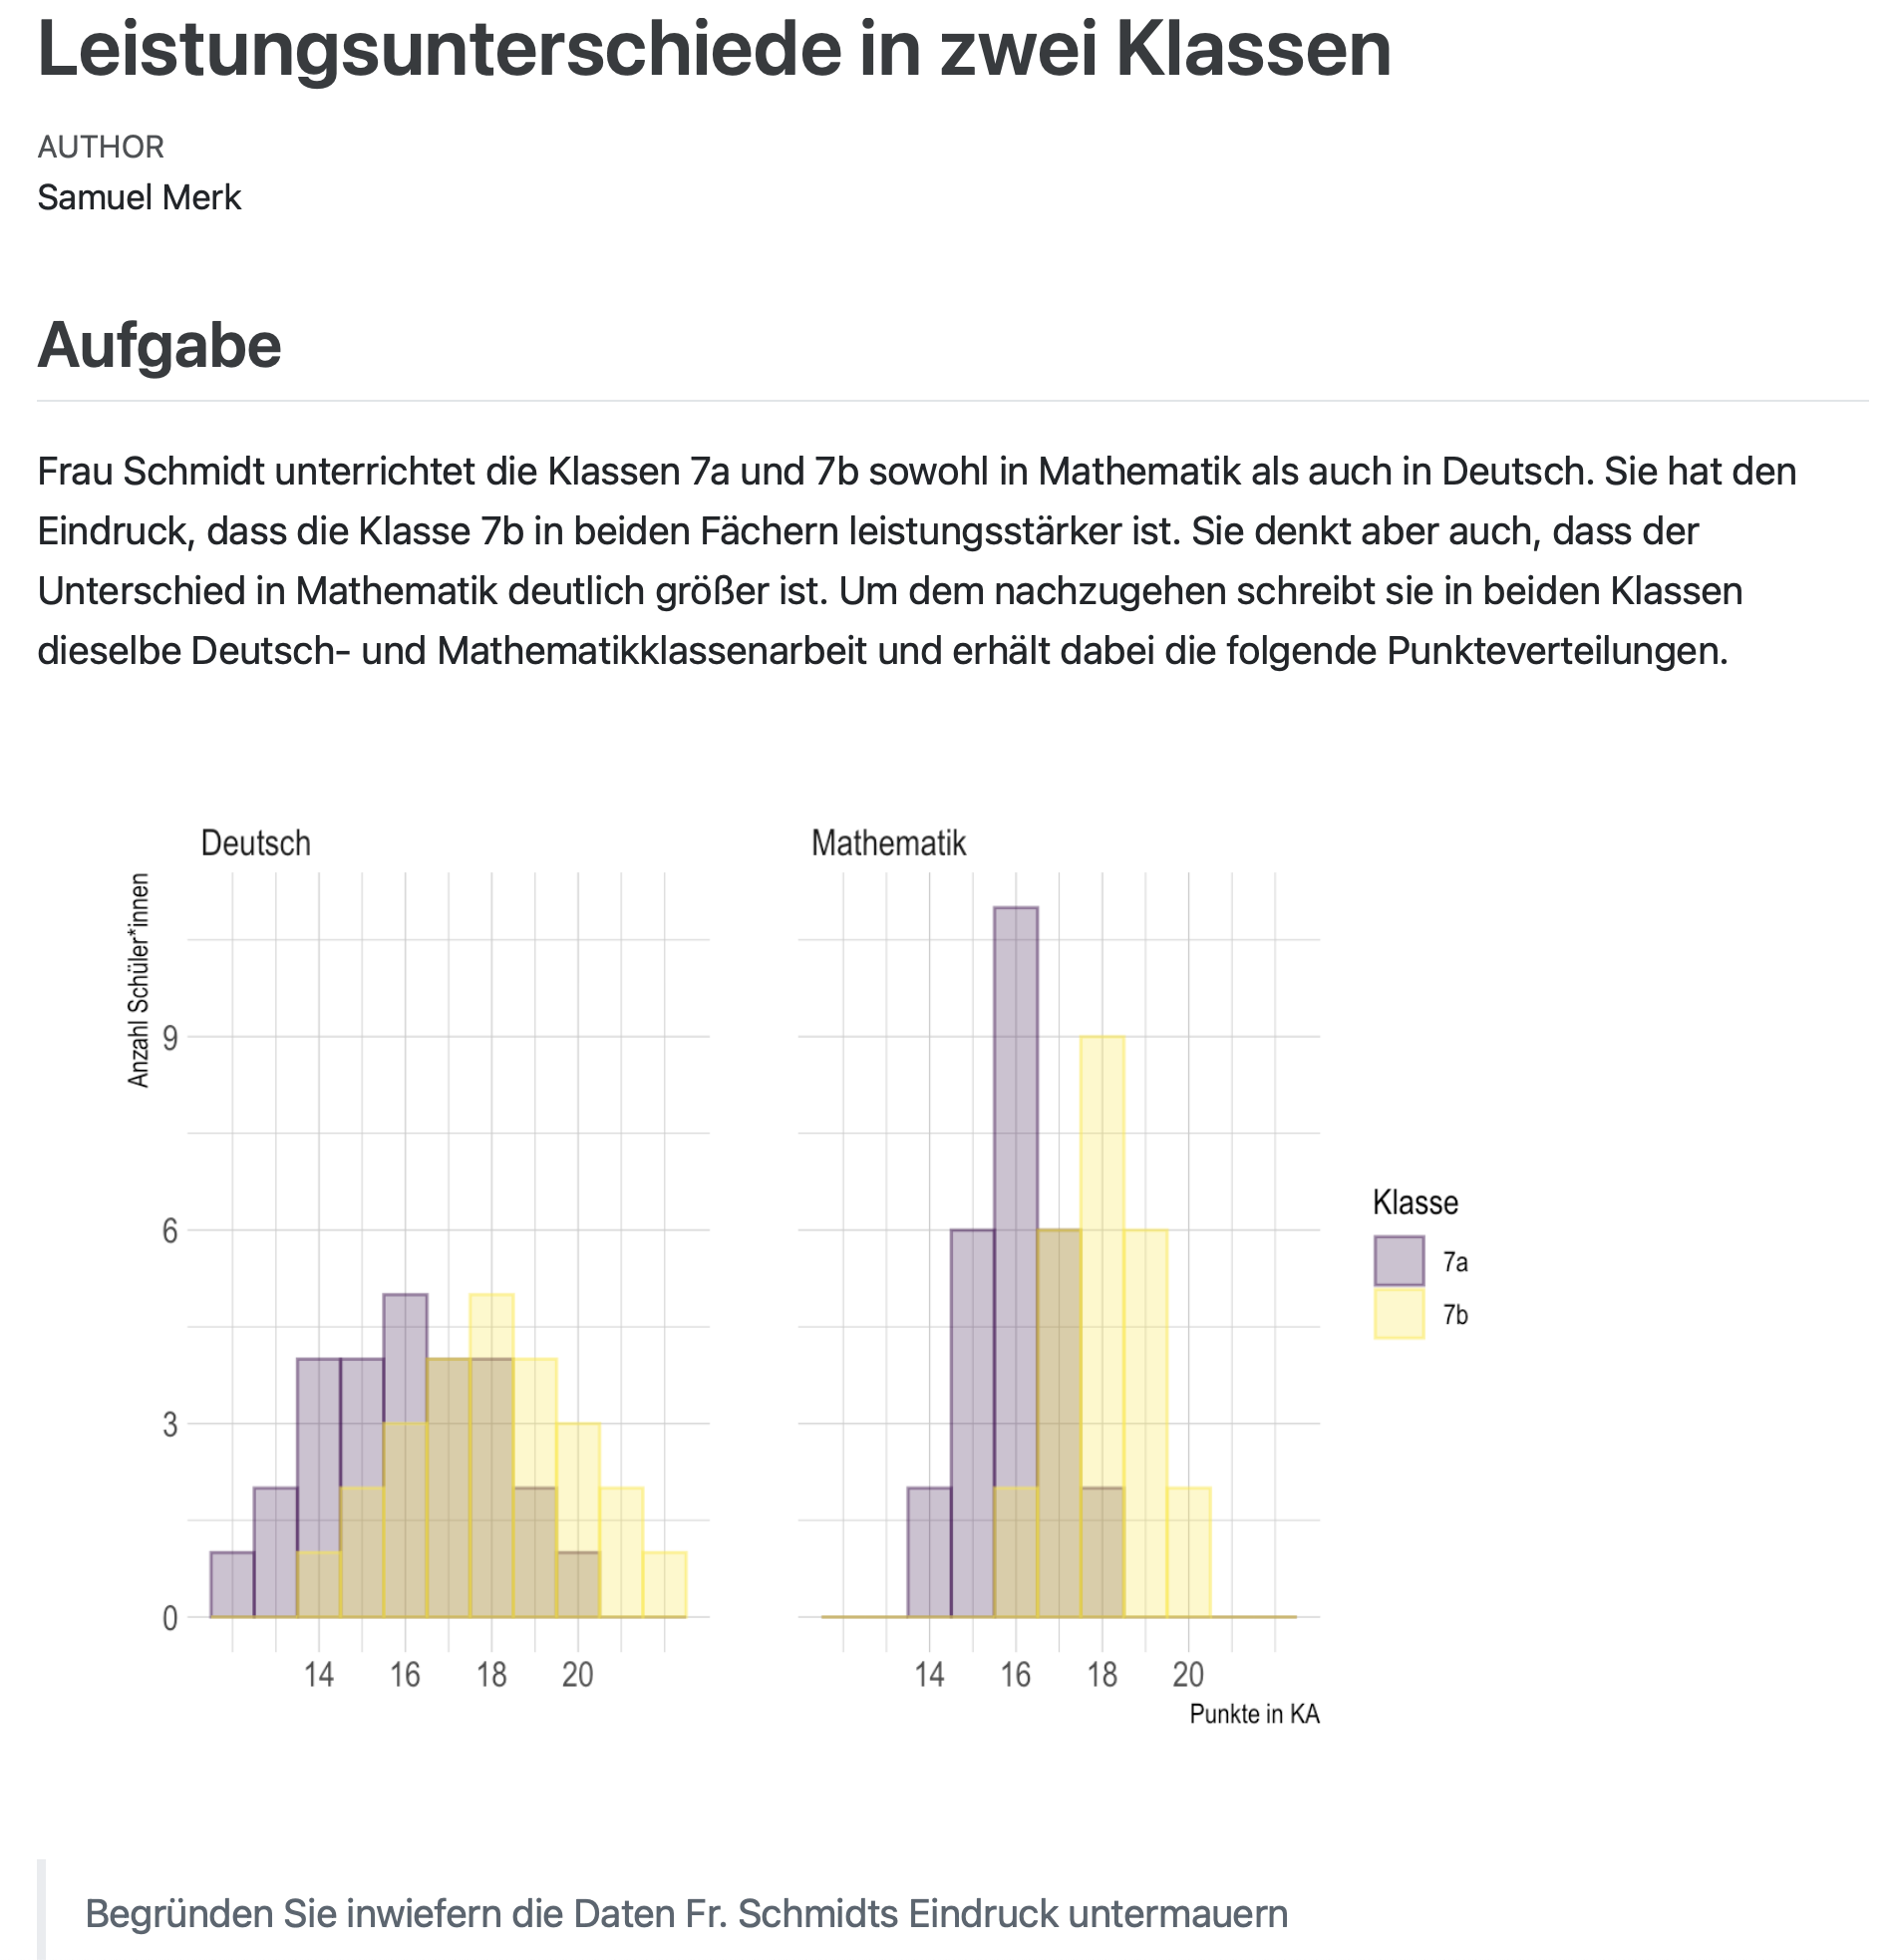 Leistungsunterschiede in zwei Klassen
AUTHOR
Samuel Merk
Aufgabe
Frau Schmidt unterrichtet die Klassen 7a und 7b sowohl in Mathematik als auch in Deutsch. Sie hat den
Eindruck, dass die Klasse 7b in beiden Fächern leistungsstärker ist. Sie denkt aber auch, dass der
Unterschied in Mathematik deutlich größer ist. Um dem nachzugehen schreibt sie in beiden Klassen
dieselbe Deutsch- und Mathematikklassenarbeit und erhält dabei die folgende Punkteverteilungen.
Deutsch
Mathematik
Anzahl Schüler*innen
9
6
3
0
14 16 18 20
14 16 18 20
Punkte in KA
Klasse
7a
7b
Begründen Sie inwiefern die Daten Fr. Schmidts Eindruck untermauern